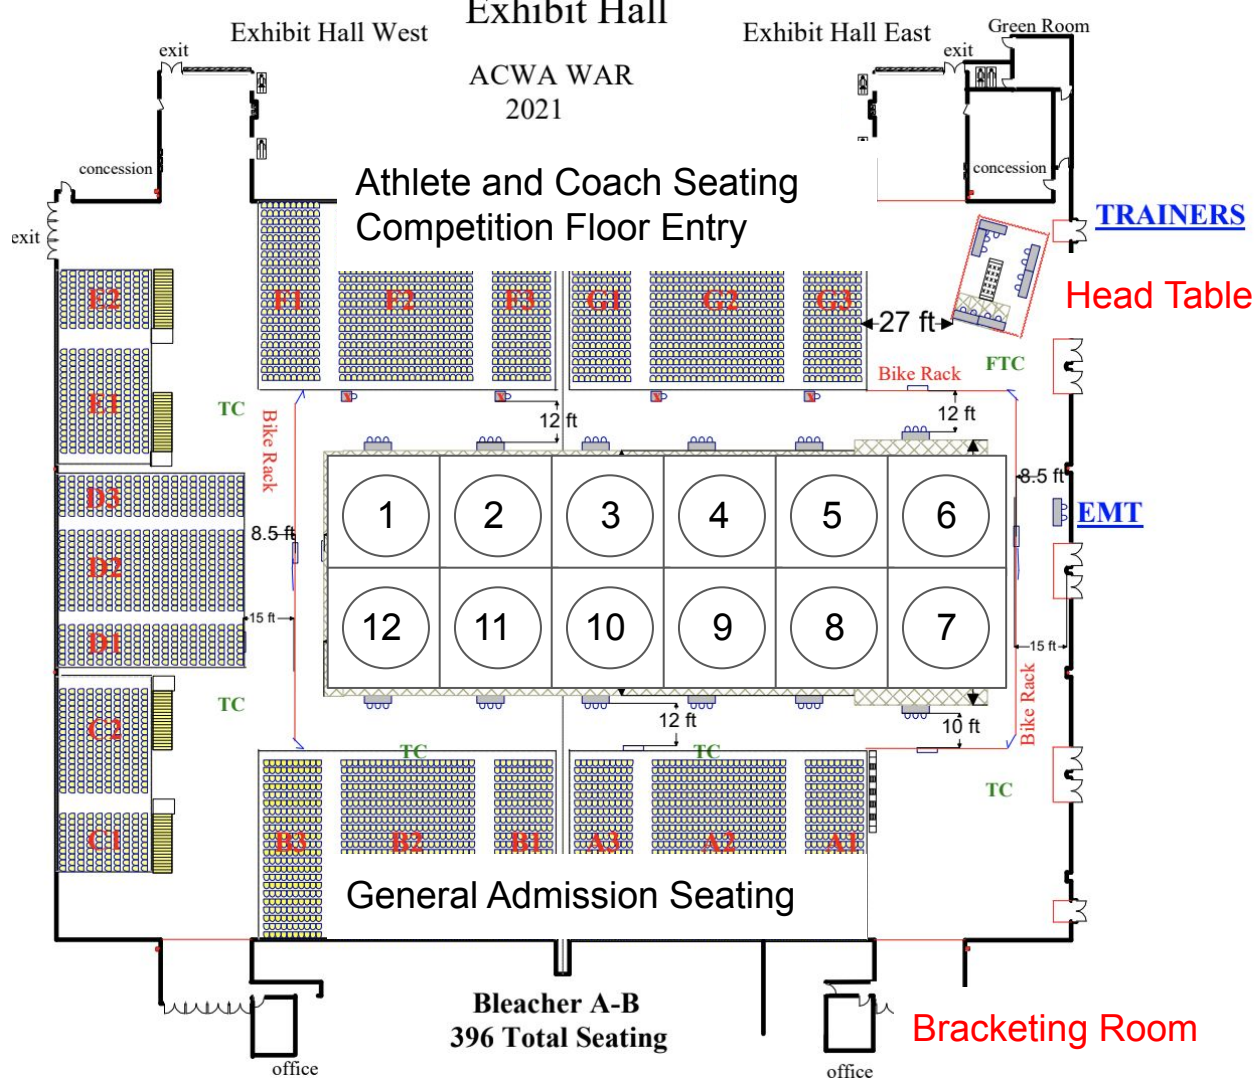 Exhibit Hall
Exhibit Hall West
Exhibit Hall East
Green Room
exit
exit
ACWA WAR
2021
concession
concession
Athlete and Coach Seating
Competition Floor Entry
TRAINERS
exit
Head Table
E2
F1
F2
F3
G1
G2
G3
27 ft
FTC
Bike Rack
E1
TC
Bike Rack
x
x
x
x
12 ft
12 ft
D3
8.5 ft
1
2
3
4
5
6
EMT
8.5 ft
D2
15 ft
D1
12
11
10
9
8
7
15 ft
TC
C2
12 ft
10 ft
Bike Rack
TC
TC
TC
C1
B3
B2
B1
A3
A2
A1
General Admission Seating
Bleacher A-B
396 Total Seating
Bracketing Room
office
office